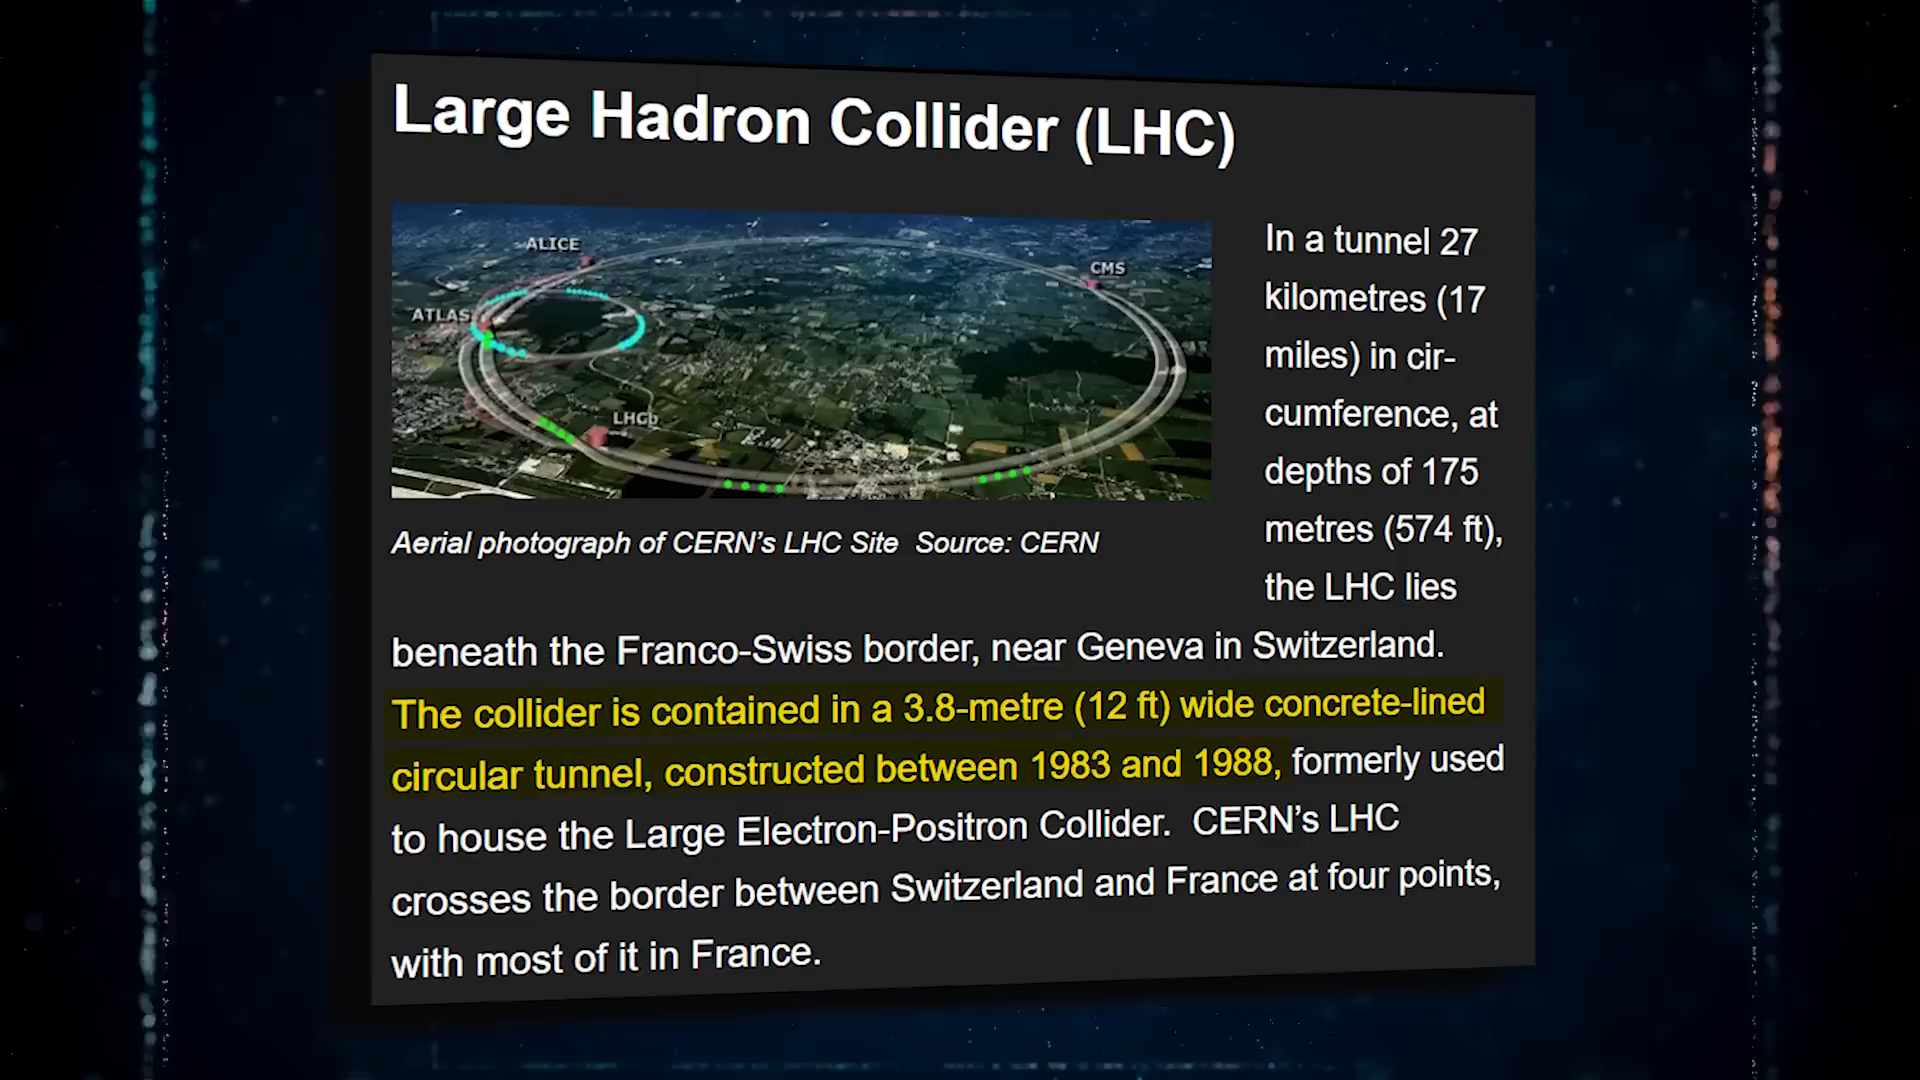 Large Hadron Collider (LHC)
ALICE
CMS
ATLAS
LHCb
Aerial photograph of CERN’s LHC Site  Source: CERN
In a tunnel 27
kilometres (17
miles) in cir-
cumference, at
depths of 175
metres (574 ft),
the LHC lies
beneath the Franco-Swiss border, near Geneva in Switzerland.
The collider is contained in a 3.8-metre (12 ft) wide concrete-lined
circular tunnel, constructed between 1983 and 1988, formerly used
to house the Large Electron-Positron Collider.  CERN’s LHC
crosses the border between Switzerland and France at four points,
with most of it in France.